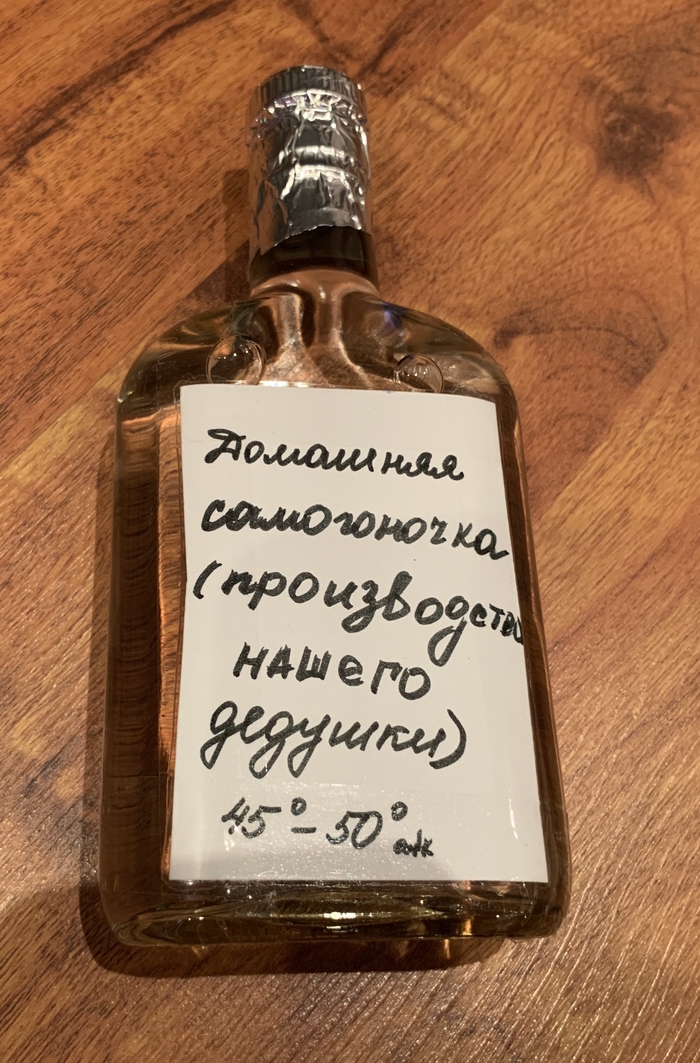 Домашняя
самогоночка
(производство
нашего
дедушки)
45°-50° алк